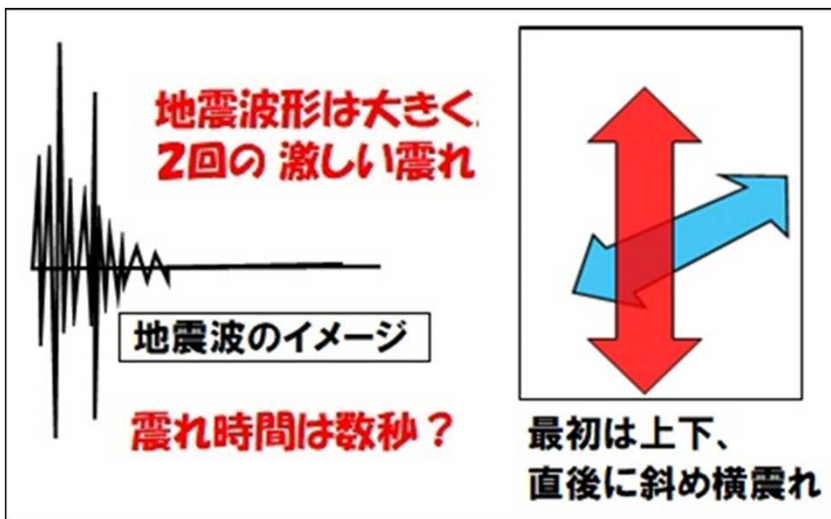 地震波形は大きく
2回の 激しい震れ
地震波のイメージ
震れ時間は数秒？
最初は上下、
直後に斜め横震れ